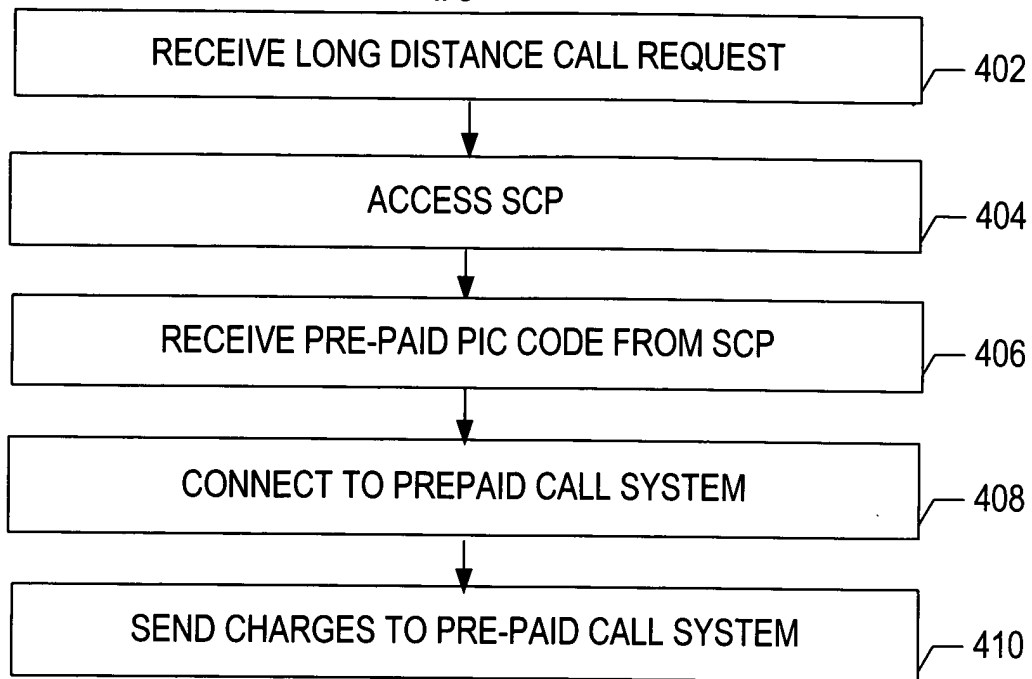 RECEIVE LONG DISTANCE CALL REQUEST
402
ACCESS SCP
404
RECEIVE PRE-PAID PIC CODE FROM SCP
406
CONNECT TO PREPAID CALL SYSTEM
408
SEND CHARGES TO PRE-PAID CALL SYSTEM
410